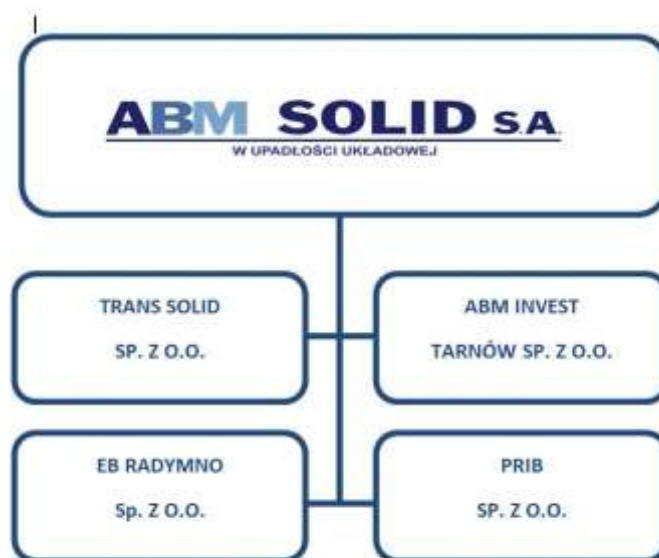 ABM SOLID S.A.
W UPADŁOŚCI UKŁADOWEJ
TRANS SOLID
SP. Z O.O.
ABM INVEST
TARNÓW SP. Z O.O.
EB RADYMNO
Sp. Z O.O.
PRIB
SP. Z O.O.